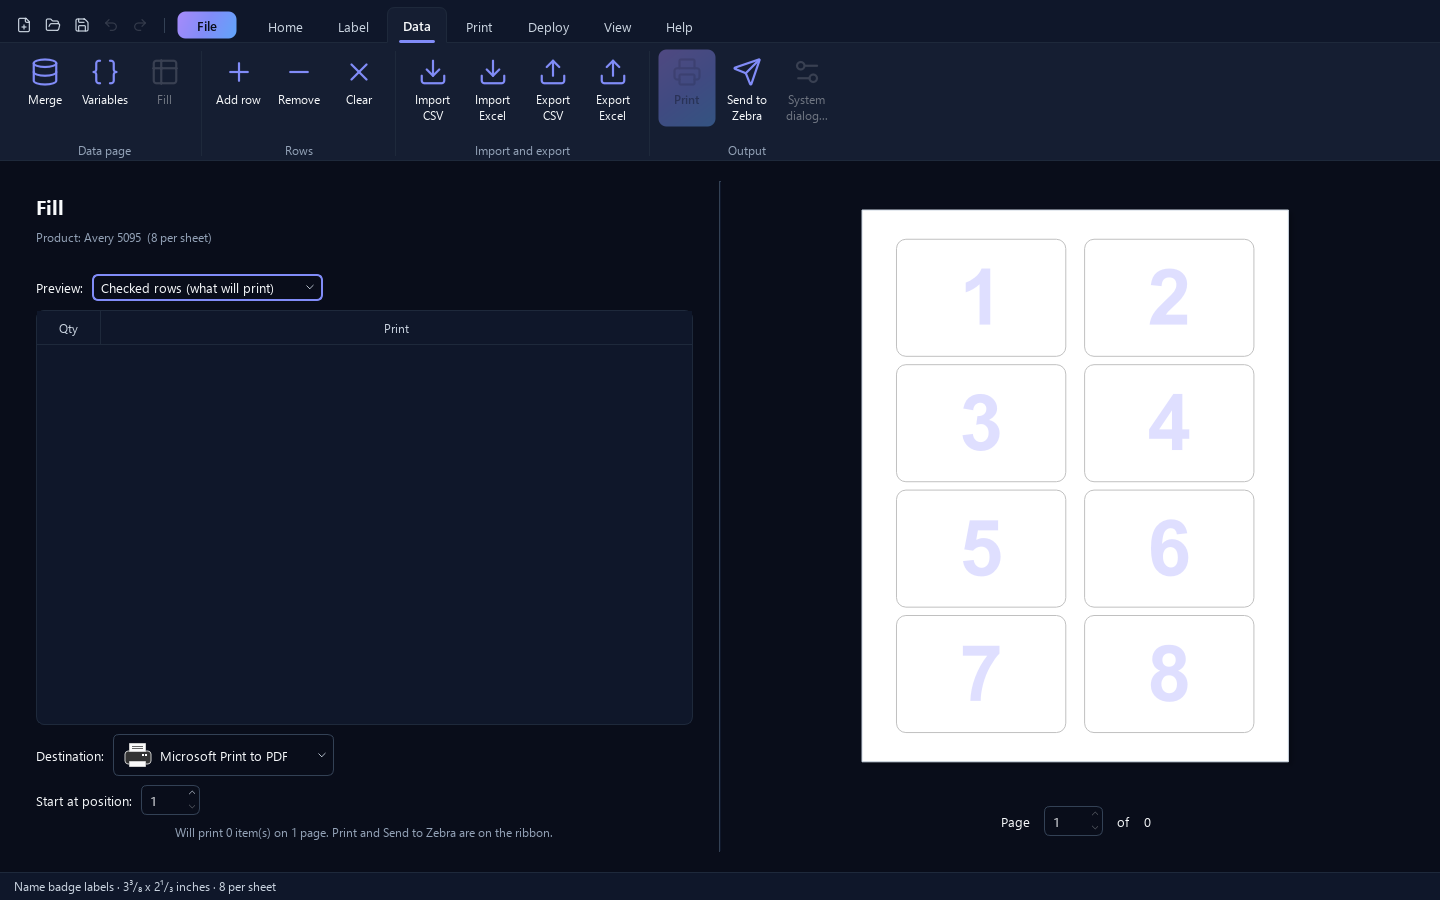 File
Home
Label
Data
Print
Deploy
View
Help
Merge
Variables
Fill
Add row
Remove
Clear
Import
CSV
Import
Excel
Export
CSV
Export
Excel
Print
Send to
Zebra
System
dialog...
Data page
Rows
Import and export
Output
Fill
Product: Avery 5095 (8 per sheet)
Preview:
Checked rows (what will print)
Qty
Print
Destination:
Microsoft Print to PDF
Start at position:
1
Will print 0 item(s) on 1 page. Print and Send to Zebra are on the ribbon.
1
2
3
4
5
6
7
8
Page
1
of
0
Name badge labels · 3³/₈ x 2¹/₃ inches · 8 per sheet